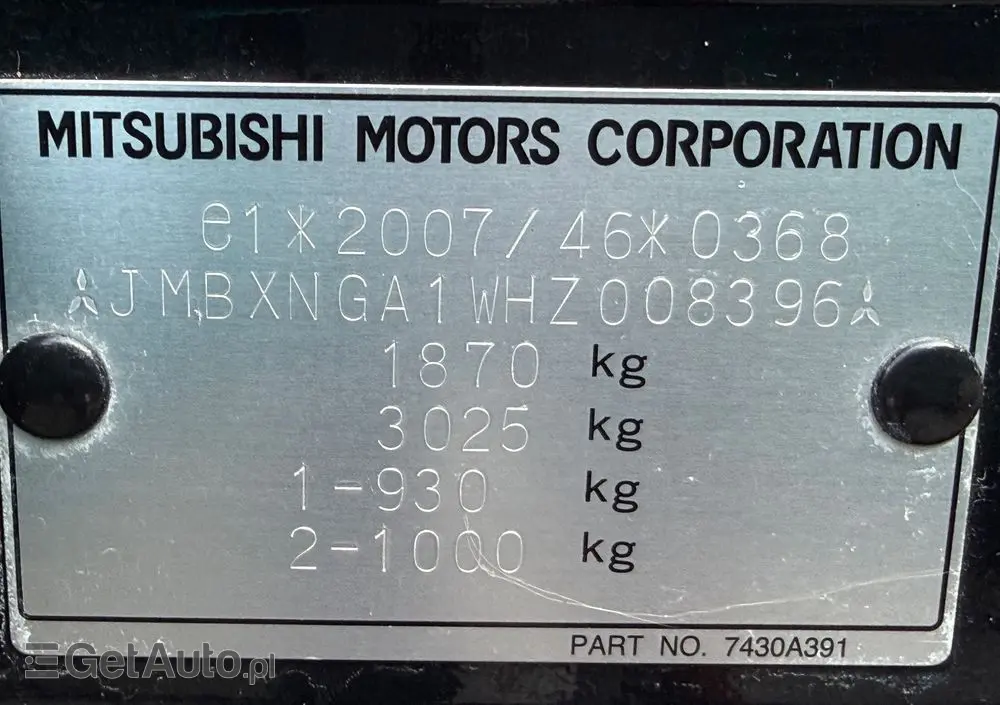 MITSUBISHI MOTORS CORPORATION
e1*2007/46*0368
JMBXNGA1WHZ008396
1870 kg
3025 kg
1-930 kg
2-1000 kg
PART NO. 7430A391
GetAuto.pl